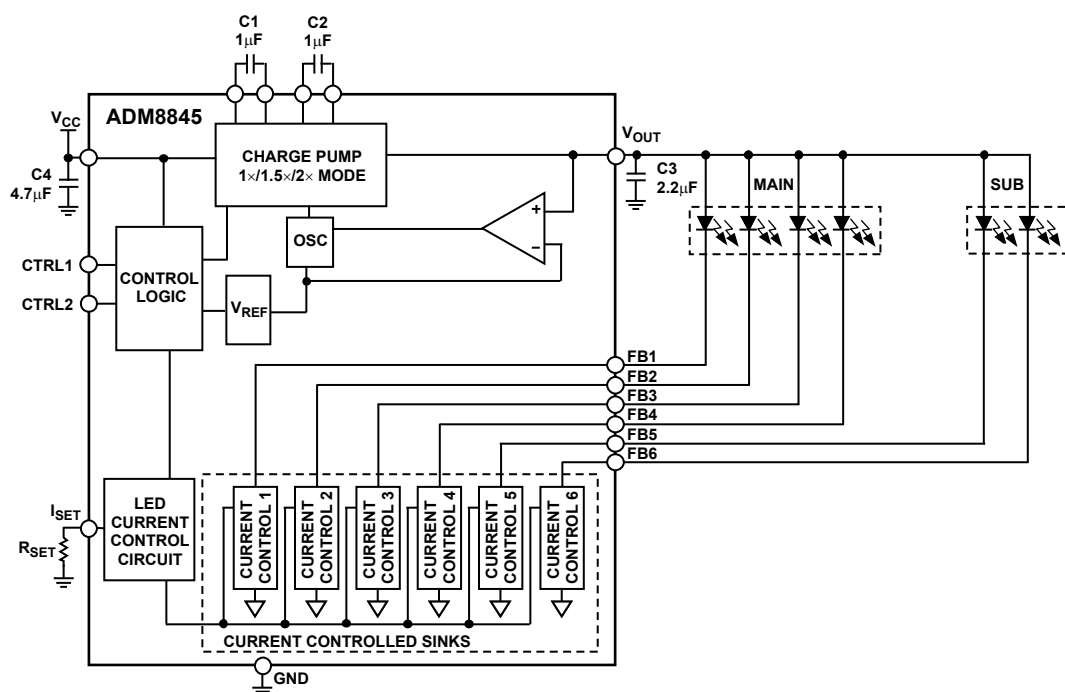 C1
1µF
C2
1µF
ADM8845
VCC
VOUT
CHARGE PUMP
1×/1.5×/2× MODE
C4
4.7µF
C3
2.2µF
MAIN
SUB
OSC
+
−
CTRL1
CTRL2
CONTROL
LOGIC
VREF
FB1
FB2
FB3
FB4
FB5
FB6
ISET
RSET
LED
CURRENT
CONTROL
CIRCUIT
CURRENT
CONTROL 1
CURRENT
CONTROL 2
CURRENT
CONTROL 3
CURRENT
CONTROL 4
CURRENT
CONTROL 5
CURRENT
CONTROL 6
CURRENT CONTROLLED SINKS
GND